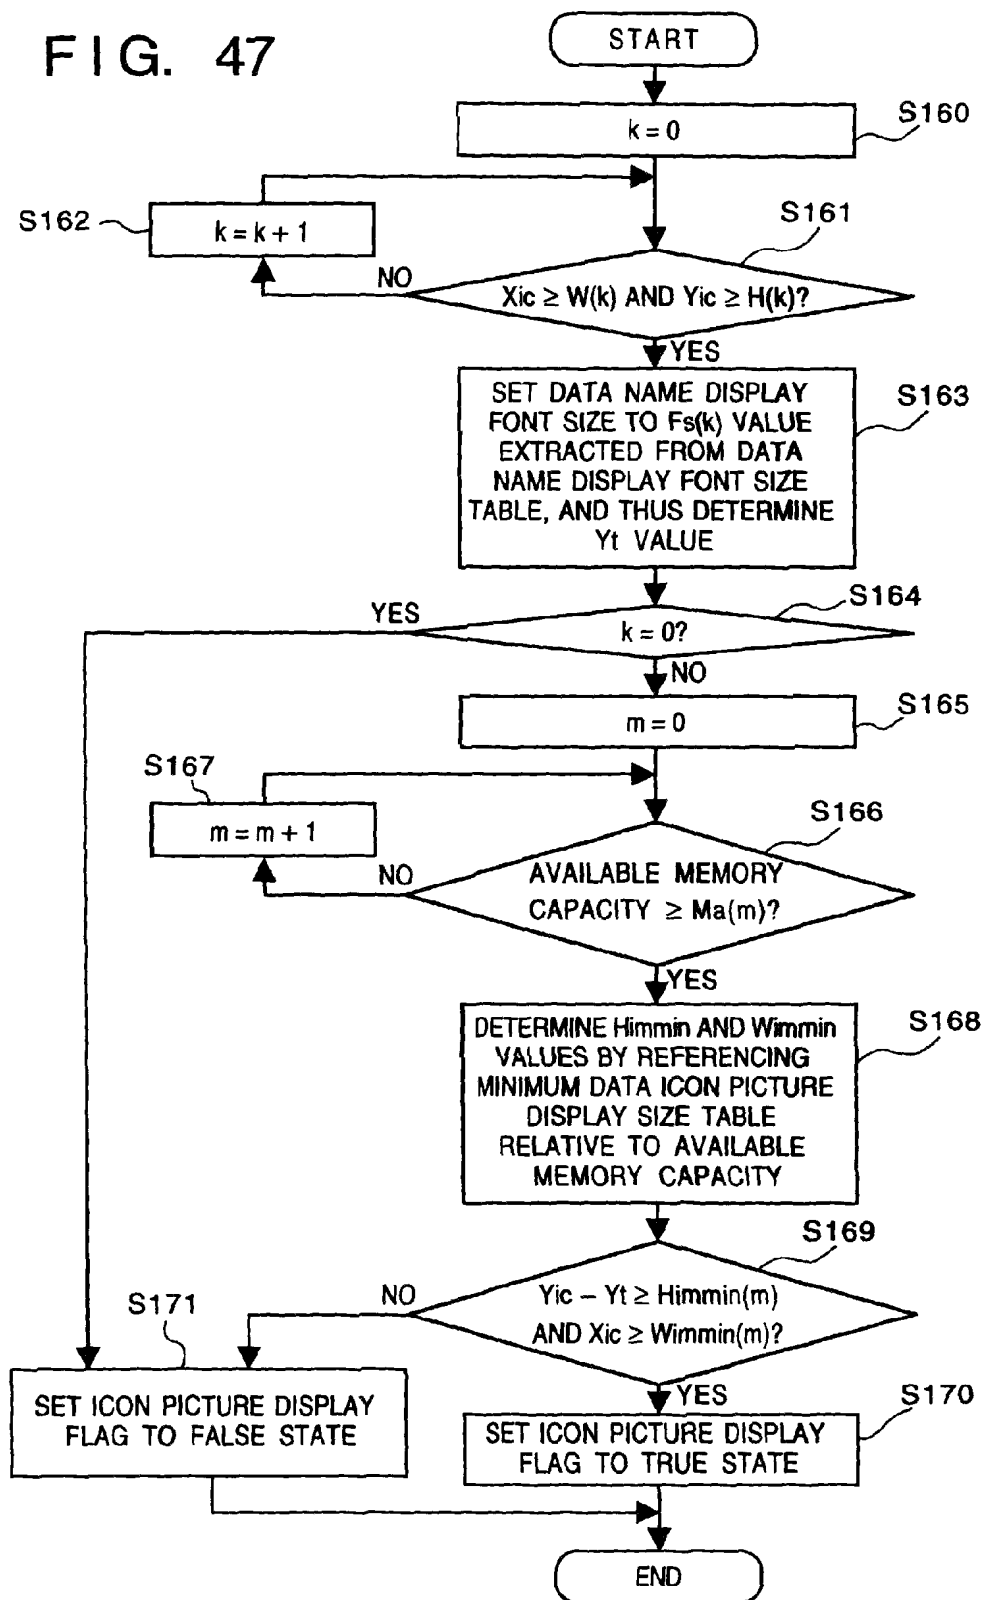 FIG. 47
START
S160
k = 0
S162
k = k + 1
S161
NO
Xic ≥ W(k) AND Yic ≥ H(k)?
YES
S163
SET DATA NAME DISPLAY
FONT SIZE TO Fs(k) VALUE
EXTRACTED FROM DATA
NAME DISPLAY FONT SIZE
TABLE, AND THUS DETERMINE
Yt VALUE
S164
YES
k = 0?
NO
S165
m = 0
S167
m = m + 1
S166
NO
AVAILABLE MEMORY
CAPACITY ≥ Ma(m)?
YES
S168
DETERMINE Himmin AND Wimmin
VALUES BY REFERENCING
MINIMUM DATA ICON PICTURE
DISPLAY SIZE TABLE
RELATIVE TO AVAILABLE
MEMORY CAPACITY
S169
NO
Yic – Yt ≥ Himmin(m)
AND Xic ≥ Wimmin(m)?
S171
YES
S170
SET ICON PICTURE DISPLAY
FLAG TO FALSE STATE
SET ICON PICTURE DISPLAY
FLAG TO TRUE STATE
END